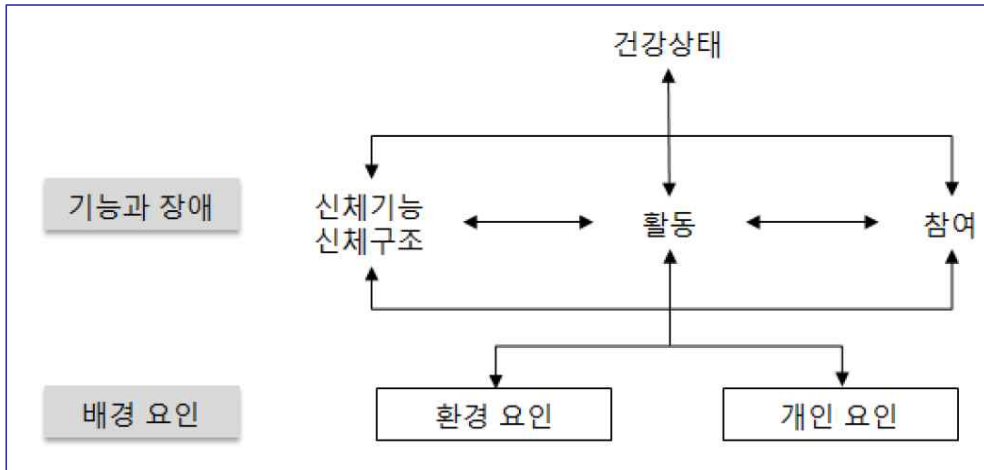 건강상태
기능과 장애
신체기능
신체구조
활동
참여
배경 요인
환경 요인
개인 요인